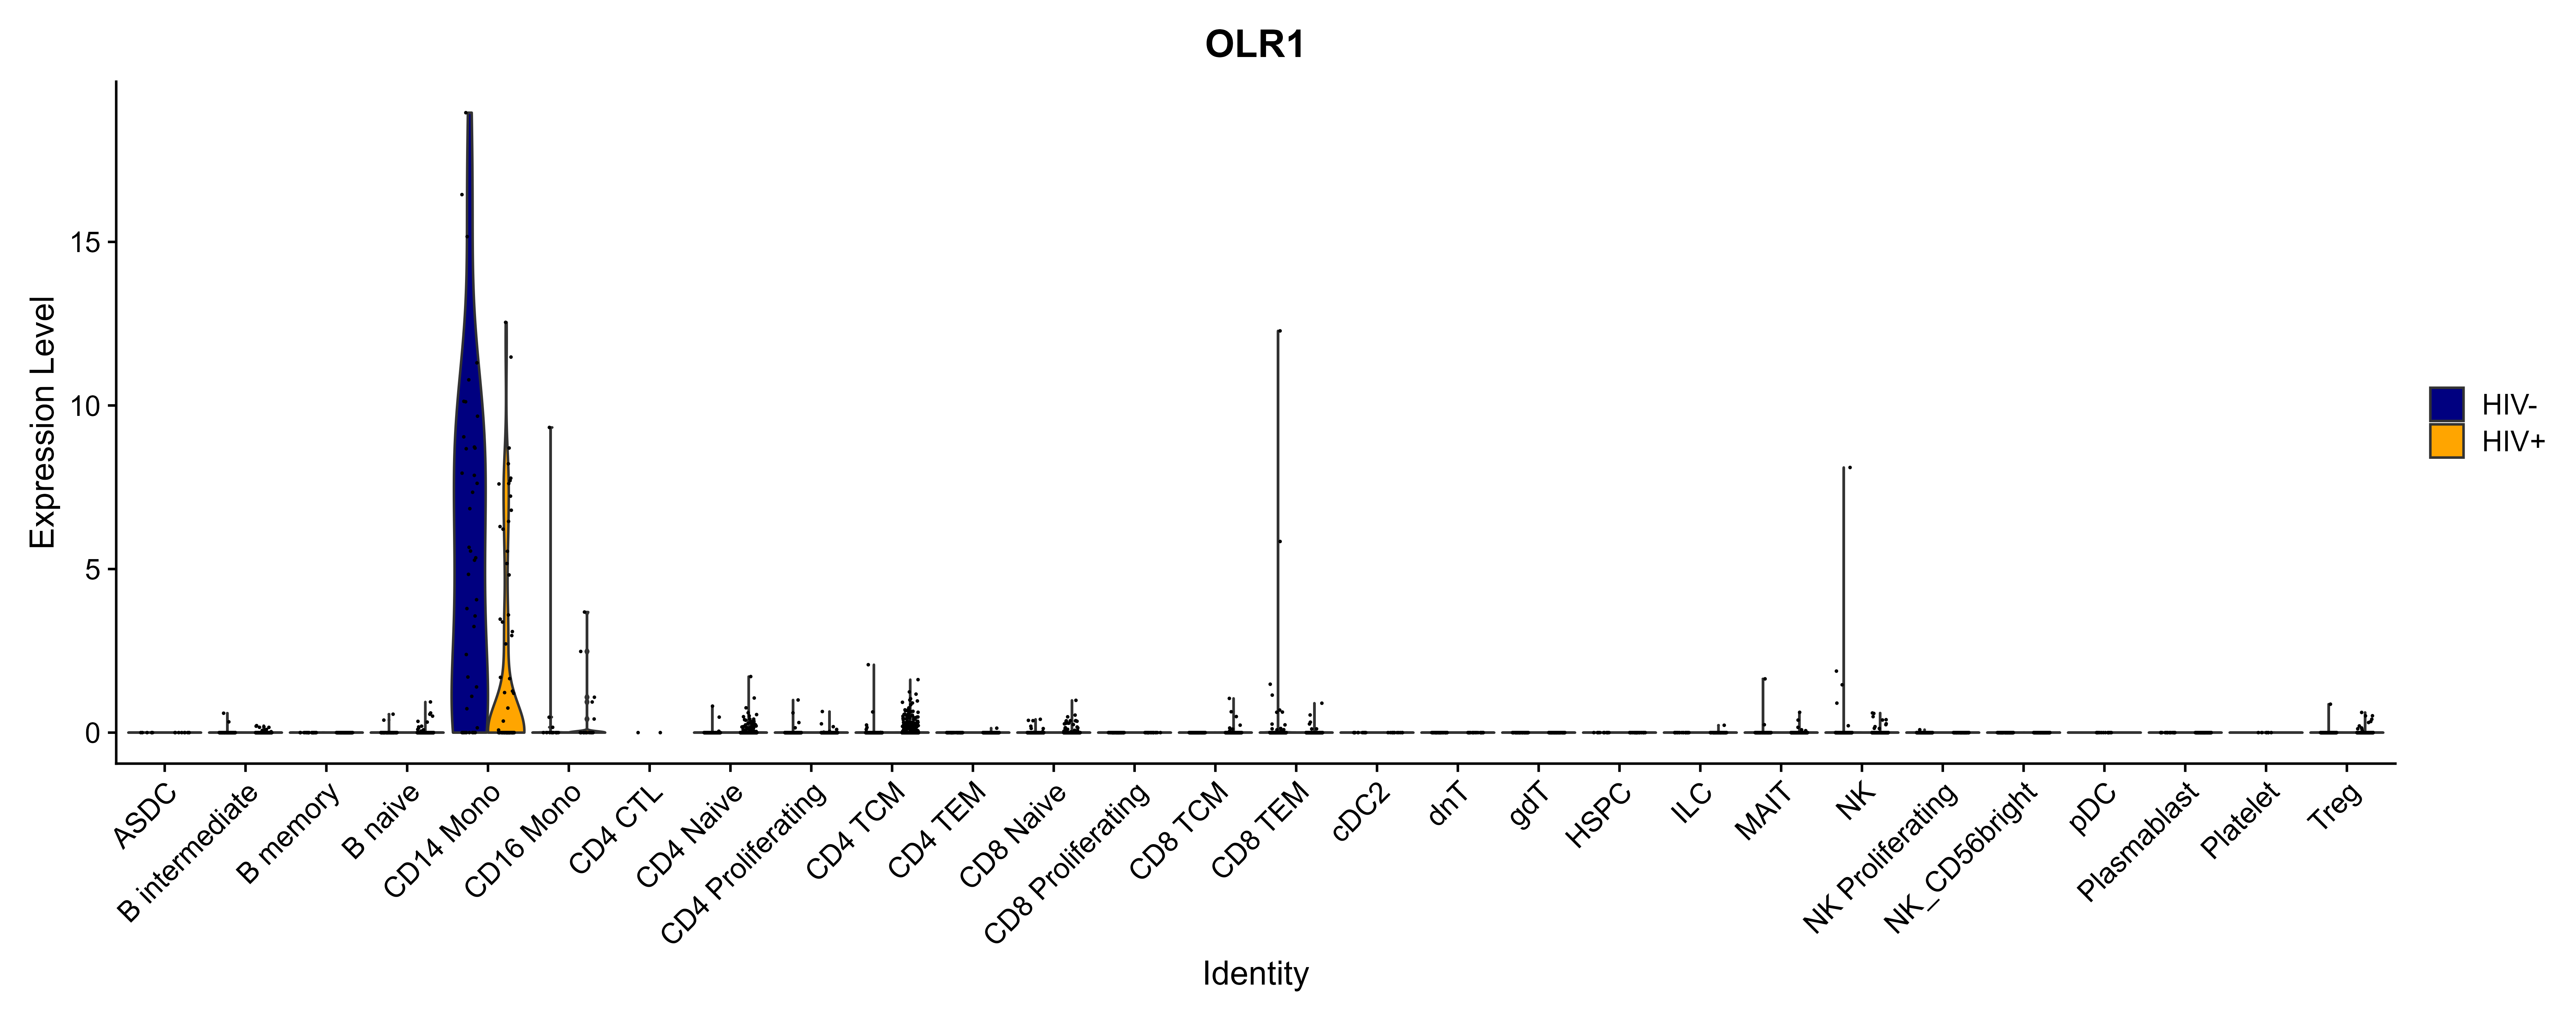 OLR1
Expression Level
15
10
5
0
HIV-
HIV+
ASDC
B intermediate
B memory
B naive
CD14 Mono
CD16 Mono
CD4 CTL
CD4 Naive
CD4 Proliferating
CD4 TCM
CD4 TEM
CD8 Naive
CD8 Proliferating
CD8 TCM
CD8 TEM
cDC2
dnT
gdT
HSPC
ILC
MAIT
NK
NK Proliferating
NK_CD56bright
pDC
Plasmablast
Platelet
Treg
Identity